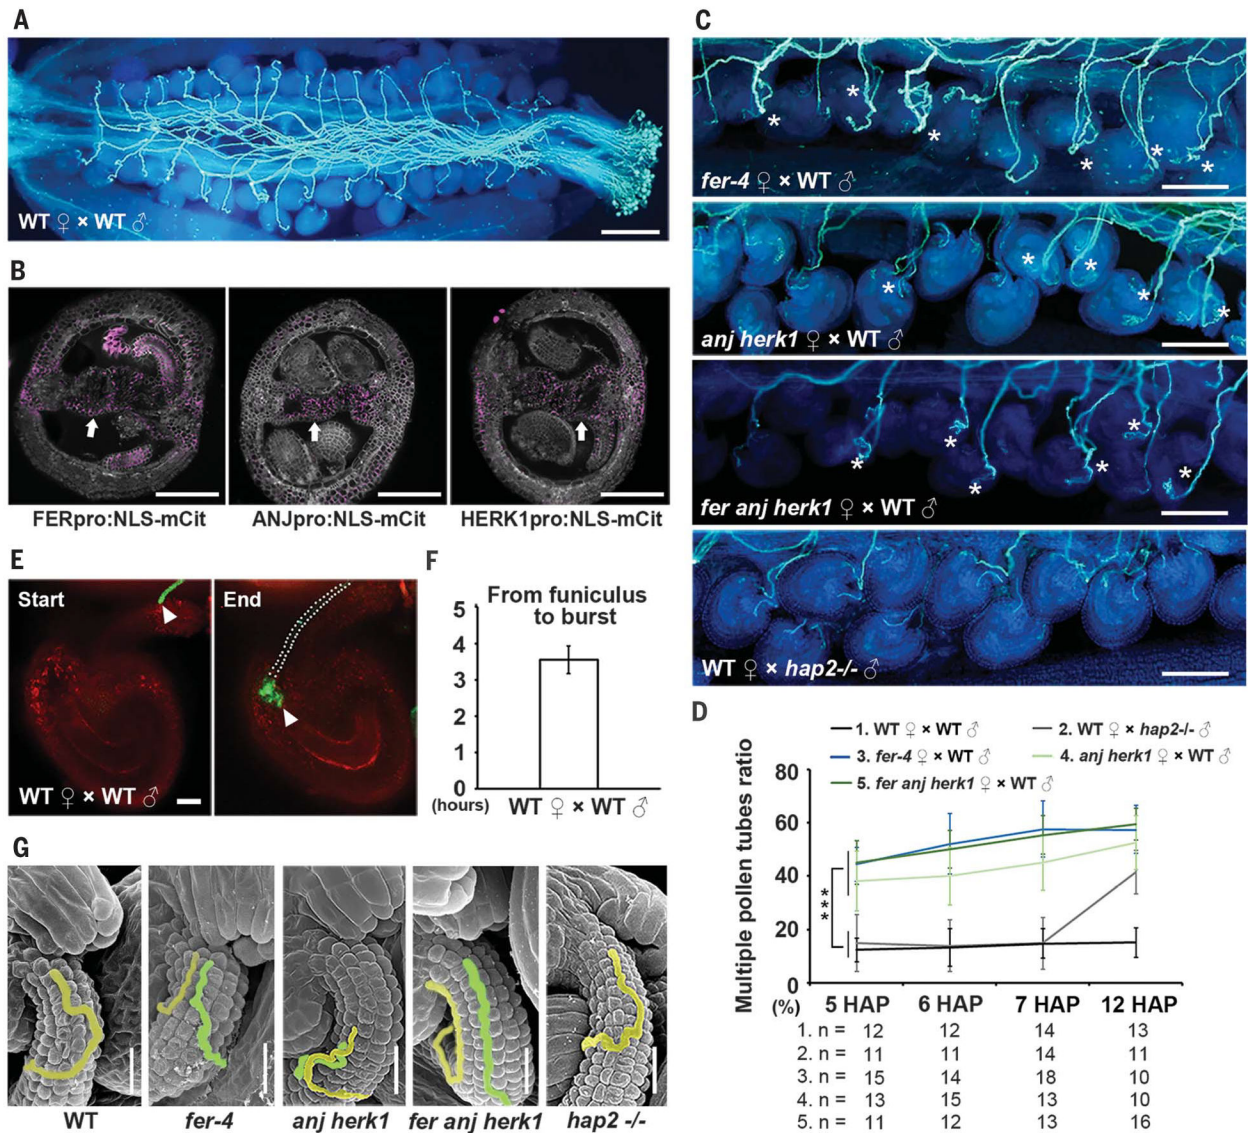 A
WT ♀ × WT ♂
B
FERpro:NLS-mCit
ANJpro:NLS-mCit
HERK1pro:NLS-mCit
C
fer-4 ♀ × WT ♂
anj herk1 ♀ × WT ♂
fer anj herk1 ♀ × WT ♂
WT ♀ × hap2-/- ♂
E
Start
End
WT ♀ × WT ♂
F
From funiculus
to burst
5
4
3
2
1
0
(hours)
WT ♀ × WT ♂
D
1. WT ♀ × WT ♂
2. WT ♀ × hap2-/- ♂
3. fer-4 ♀ × WT ♂
4. anj herk1 ♀ × WT ♂
5. fer anj herk1 ♀ × WT ♂
Multiple pollen tubes ratio
(%)
80
60
40
20
0
***
5 HAP 6 HAP 7 HAP 12 HAP
1. n = 12 12 14 13
2. n = 11 11 14 11
3. n = 15 14 18 10
4. n = 13 15 13 10
5. n = 11 12 13 16
G
WT
fer-4
anj herk1
fer anj herk1
hap2 -/-